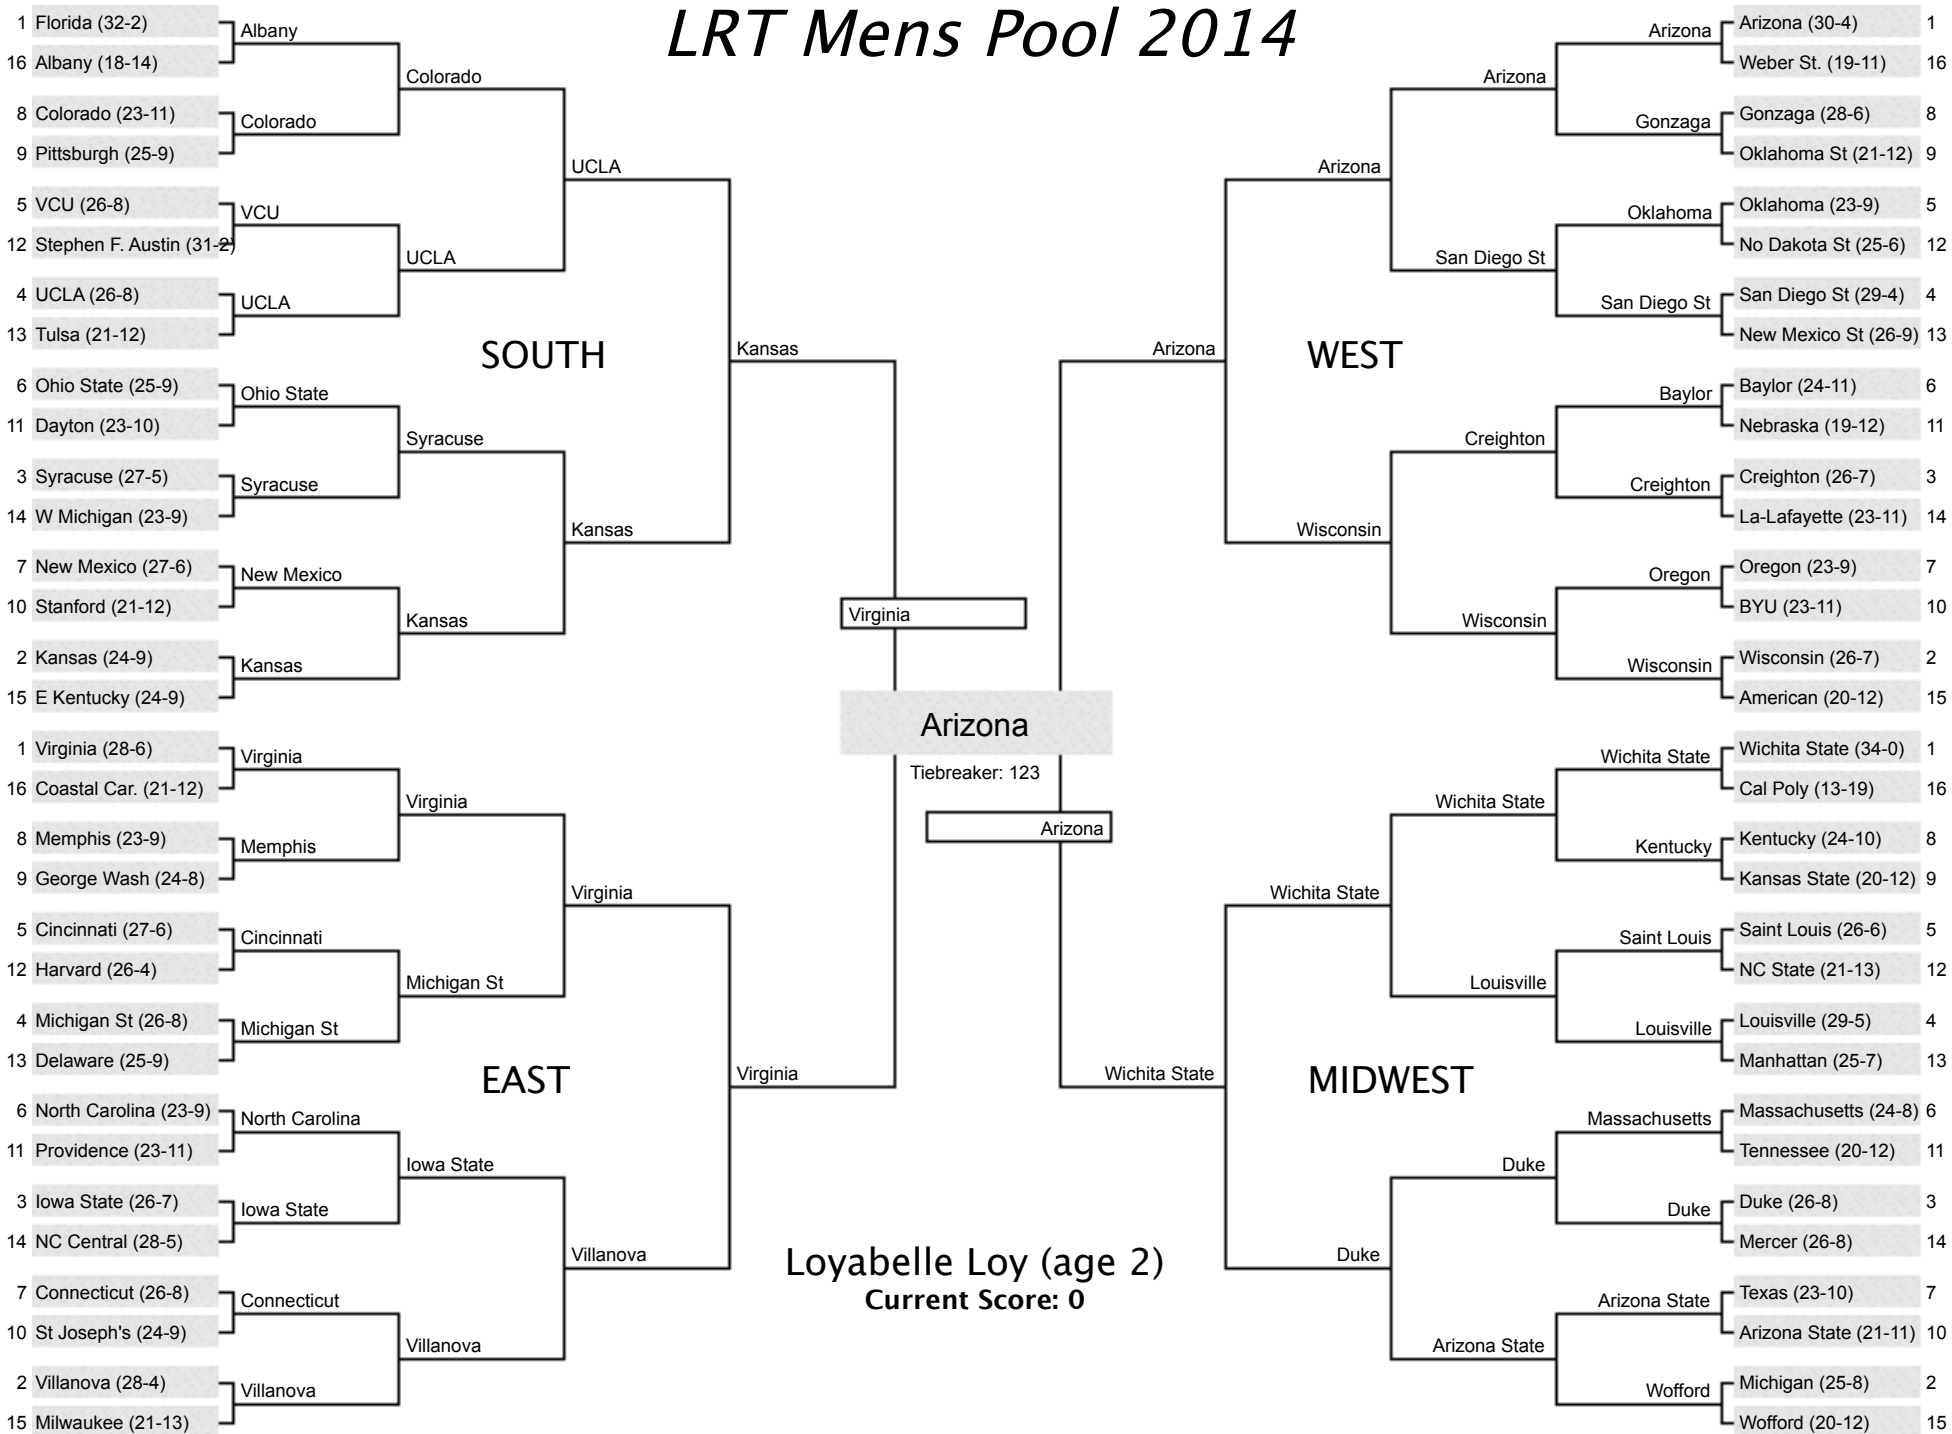 LRT Mens Pool 2014
1 Florida (32-2)
16 Albany (18-14)
8 Colorado (23-11)
9 Pittsburgh (25-9)
5 VCU (26-8)
12 Stephen F. Austin (31-2)
4 UCLA (26-8)
13 Tulsa (21-12)
6 Ohio State (25-9)
11 Dayton (23-10)
3 Syracuse (27-5)
14 W Michigan (23-9)
7 New Mexico (27-6)
10 Stanford (21-12)
2 Kansas (24-9)
15 E Kentucky (24-9)
Albany
Colorado
VCU
UCLA
Ohio State
Syracuse
New Mexico
Kansas
Colorado
UCLA
Syracuse
Kansas
UCLA
Kansas
SOUTH
Kansas
1 Virginia (28-6)
16 Coastal Car. (21-12)
8 Memphis (23-9)
9 George Wash (24-8)
5 Cincinnati (27-6)
12 Harvard (26-4)
4 Michigan St (26-8)
13 Delaware (25-9)
6 North Carolina (23-9)
11 Providence (23-11)
3 Iowa State (26-7)
14 NC Central (28-5)
7 Connecticut (26-8)
10 St Joseph's (24-9)
2 Villanova (28-4)
15 Milwaukee (21-13)
Virginia
Memphis
Cincinnati
Michigan St
North Carolina
Iowa State
Connecticut
Villanova
Virginia
Michigan St
Iowa State
Villanova
Virginia
Villanova
EAST
Virginia
Virginia
Arizona
Tiebreaker: 123
Arizona
Loyabelle Loy (age 2)
Current Score: 0
Arizona
WEST
Arizona
Wisconsin
Arizona
San Diego St
Creighton
Wisconsin
Arizona
Gonzaga
Oklahoma
San Diego St
Baylor
Creighton
Oregon
Wisconsin
Arizona (30-4) 1
Weber St. (19-11) 16
Gonzaga (28-6) 8
Oklahoma St (21-12) 9
Oklahoma (23-9) 5
No Dakota St (25-6) 12
San Diego St (29-4) 4
New Mexico St (26-9) 13
Baylor (24-11) 6
Nebraska (19-12) 11
Creighton (26-7) 3
La-Lafayette (23-11) 14
Oregon (23-9) 7
BYU (23-11) 10
Wisconsin (26-7) 2
American (20-12) 15
Wichita State
MIDWEST
Wichita State
Duke
Wichita State
Louisville
Duke
Arizona State
Wichita State
Kentucky
Saint Louis
Louisville
Massachusetts
Duke
Arizona State
Wofford
Wichita State (34-0) 1
Cal Poly (13-19) 16
Kentucky (24-10) 8
Kansas State (20-12) 9
Saint Louis (26-6) 5
NC State (21-13) 12
Louisville (29-5) 4
Manhattan (25-7) 13
Massachusetts (24-8) 6
Tennessee (20-12) 11
Duke (26-8) 3
Mercer (26-8) 14
Texas (23-10) 7
Arizona State (21-11) 10
Michigan (25-8) 2
Wofford (20-12) 15